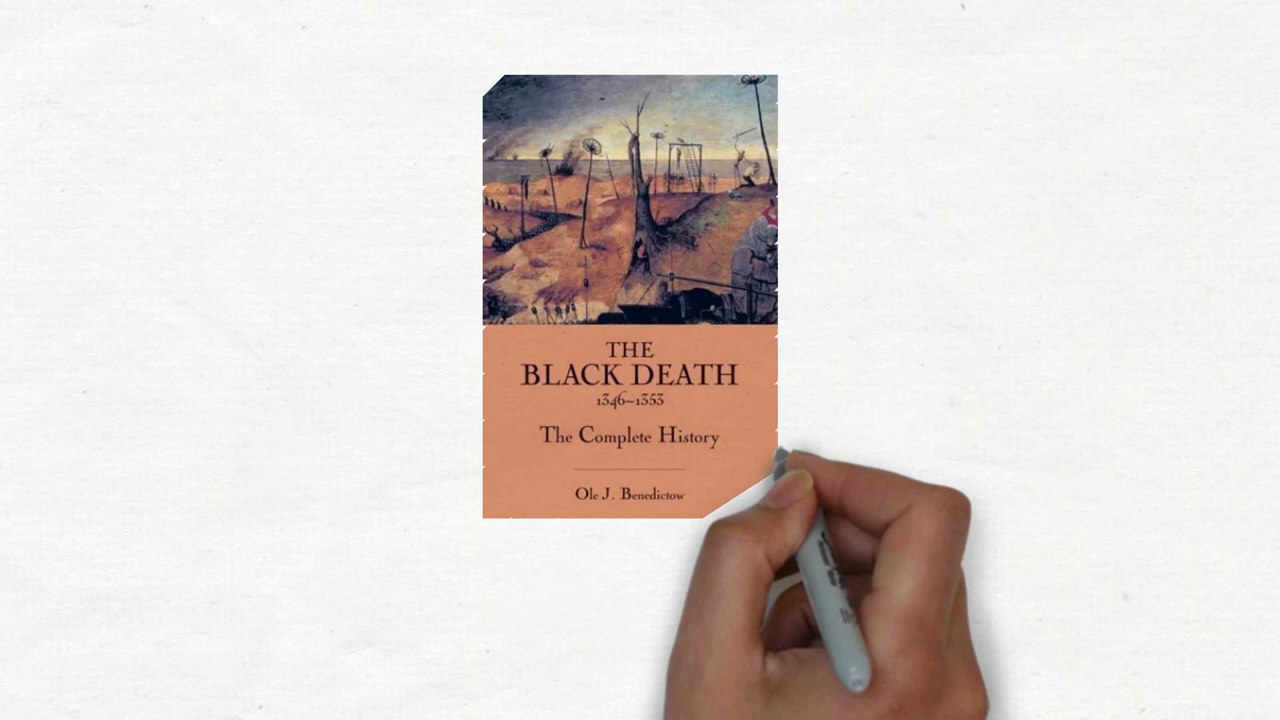 THE
BLACK DEATH
1346–1353
The Complete History
Ole J. Benedictow